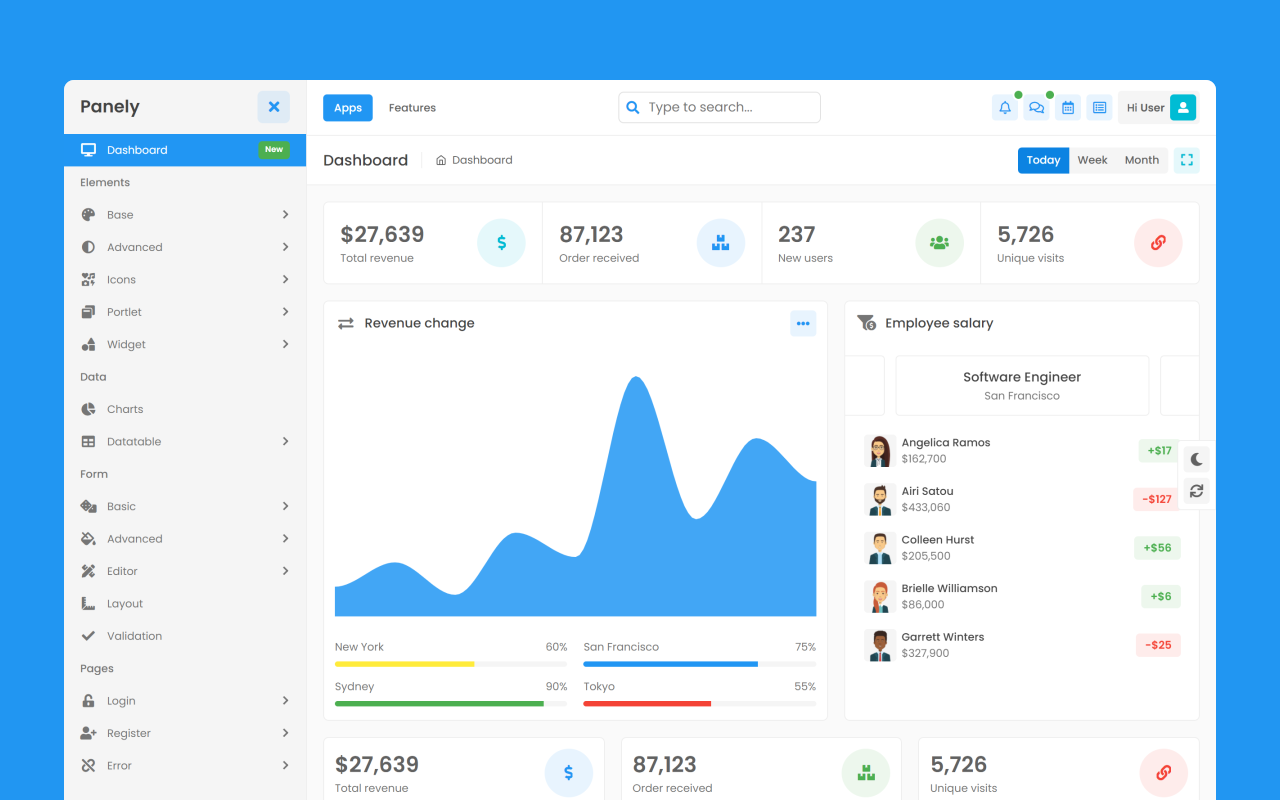 Panely
Dashboard
New
Elements
Base
Advanced
Icons
Portlet
Widget
Data
Charts
Datatable
Form
Basic
Advanced
Editor
Layout
Validation
Pages
Login
Register
Error
Apps
Features
Type to search...
Hi User
Dashboard
Dashboard
Today
Week
Month
$27,639
Total revenue
87,123
Order received
237
New users
5,726
Unique visits
Revenue change
New York
60%
San Francisco
75%
Sydney
90%
Tokyo
55%
Employee salary
Software Engineer
San Francisco
Angelica Ramos
$162,700
+$17
Airi Satou
$433,060
-$127
Colleen Hurst
$205,500
+$56
Brielle Williamson
$86,000
+$6
Garrett Winters
$327,900
-$25
$27,639
Total revenue
87,123
Order received
5,726
Unique visits